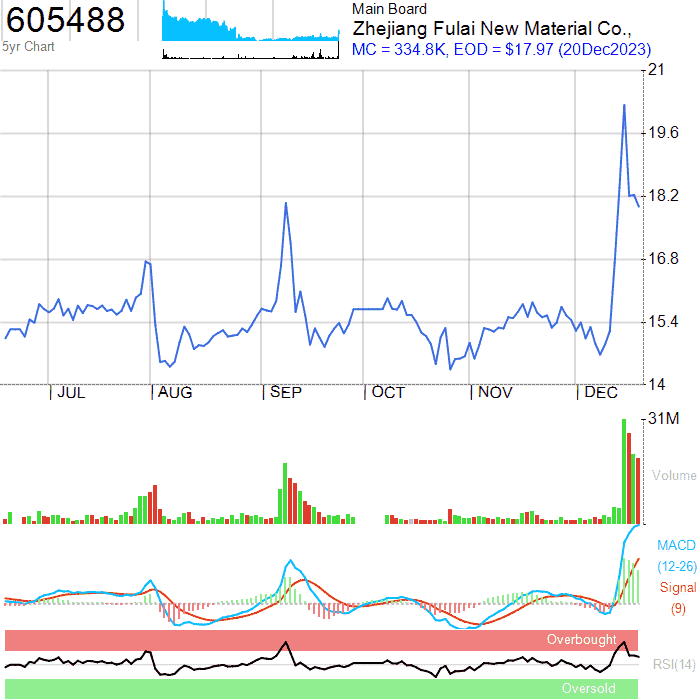 605488
5yr Chart
Main Board
Zhejiang Fulai New Material Co.,
MC = 334.8K, EOD = $17.97 (20Dec2023)
21
19.6
18.2
16.8
15.4
14
JUL
AUG
SEP
OCT
NOV
DEC
31M
Volume
MACD
(12-26)
Signal
(9)
Overbought
RSI(14)
Oversold